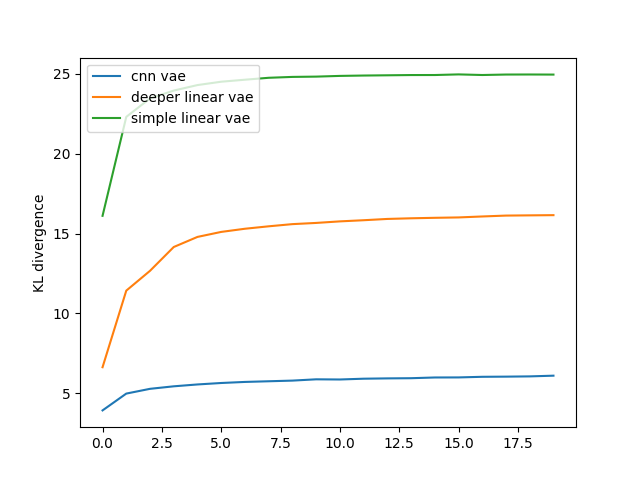 cnn vae
deeper linear vae
simple linear vae
KL divergence
25
20
15
10
5
0.0 2.5 5.0 7.5 10.0 12.5 15.0 17.5